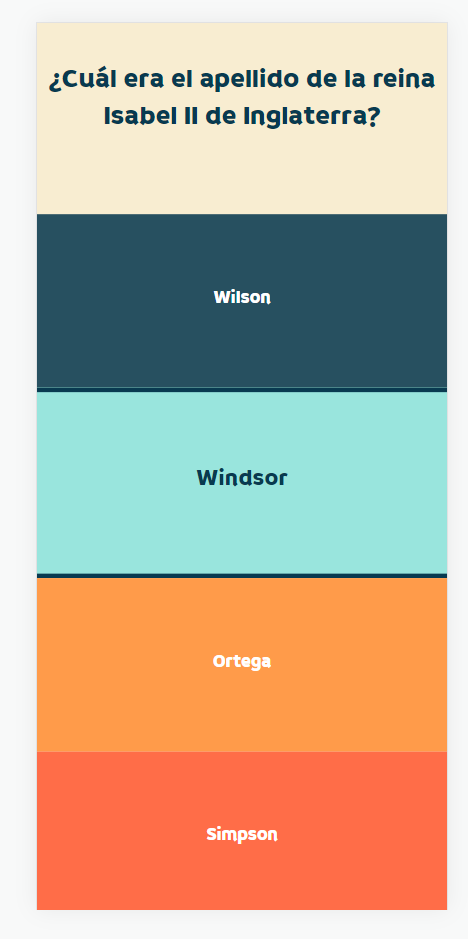 ¿Cuál era el apellido de la reina
Isabel II de Inglaterra?
Wilson
Windsor
Ortega
Simpson